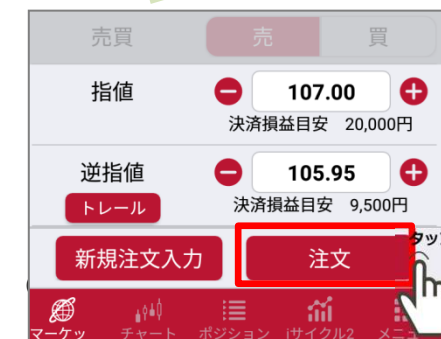 売買 売 買
指値 107.00
決済損益目安 20,000円
逆指値 105.95
トレール 決済損益目安 9,500円
タッ
新規注文入力 注文
マーケッ チャート ポジション iサイクル2 メニュ